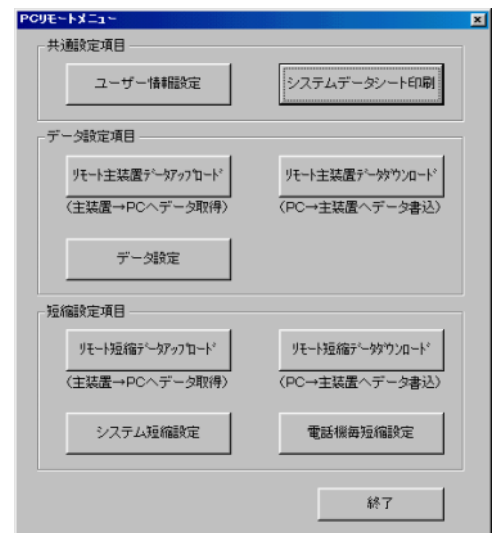 PCリモートメニュー
共通設定項目
ユーザー情報設定 システムデータシート印刷
データ設定項目
リモート主装置データアップロード リモート主装置データダウンロード
(主装置→PCへデータ取得) (PC→主装置へデータ書込)
データ設定
短縮設定項目
リモート短縮データアップロード リモート短縮データダウンロード
(主装置→PCへデータ取得) (PC→主装置へデータ書込)
システム短縮設定 電話機毎短縮設定
終了